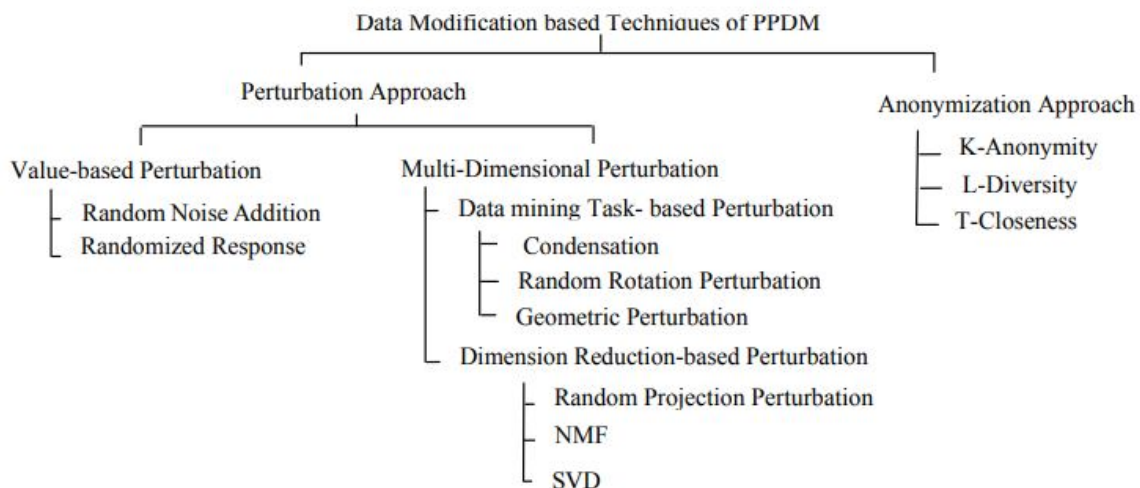 Data Modification based Techniques of PPDM
Perturbation Approach
Anonymization Approach
K-Anonymity
L-Diversity
T-Closeness
Value-based Perturbation
Random Noise Addition
Randomized Response
Multi-Dimensional Perturbation
Data mining Task- based Perturbation
Condensation
Random Rotation Perturbation
Geometric Perturbation
Dimension Reduction-based Perturbation
Random Projection Perturbation
NMF
SVD